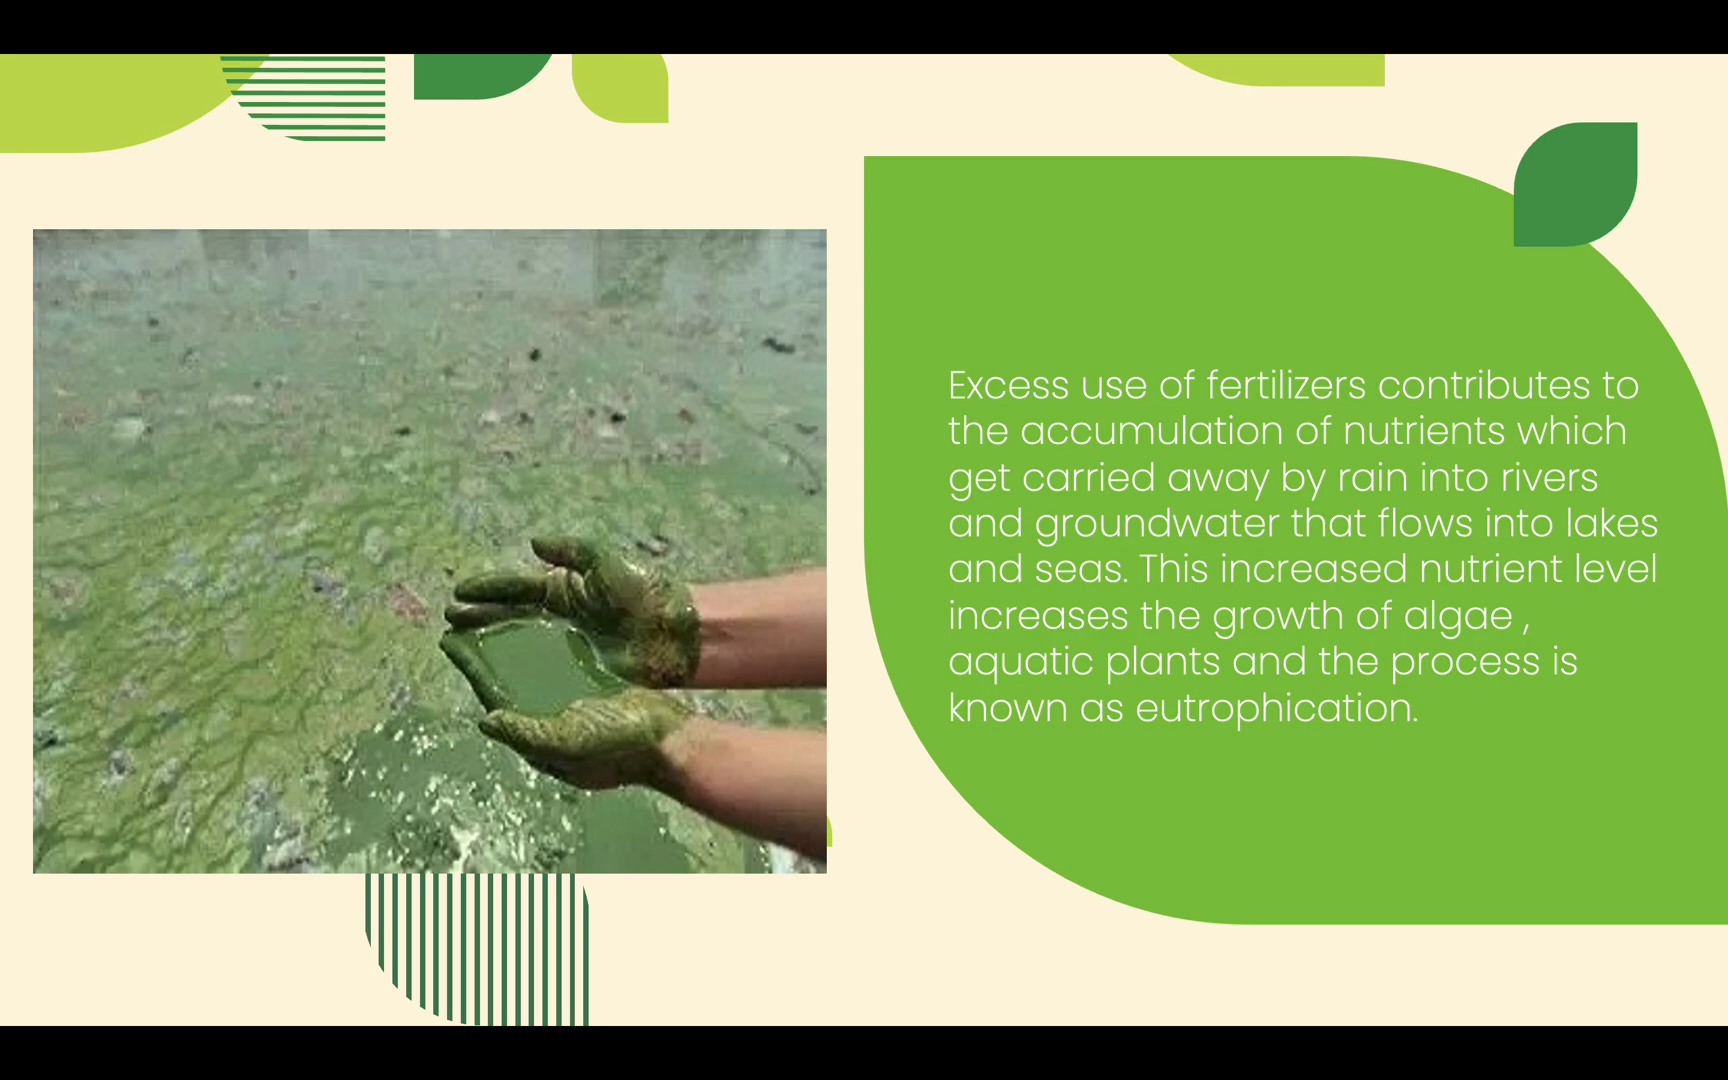 Excess use of fertilizers contributes to
the accumulation of nutrients which
get carried away by rain into rivers
and groundwater that flows into lakes
and seas. This increased nutrient level
increases the growth of algae ,
aquatic plants and the process is
known as eutrophication.